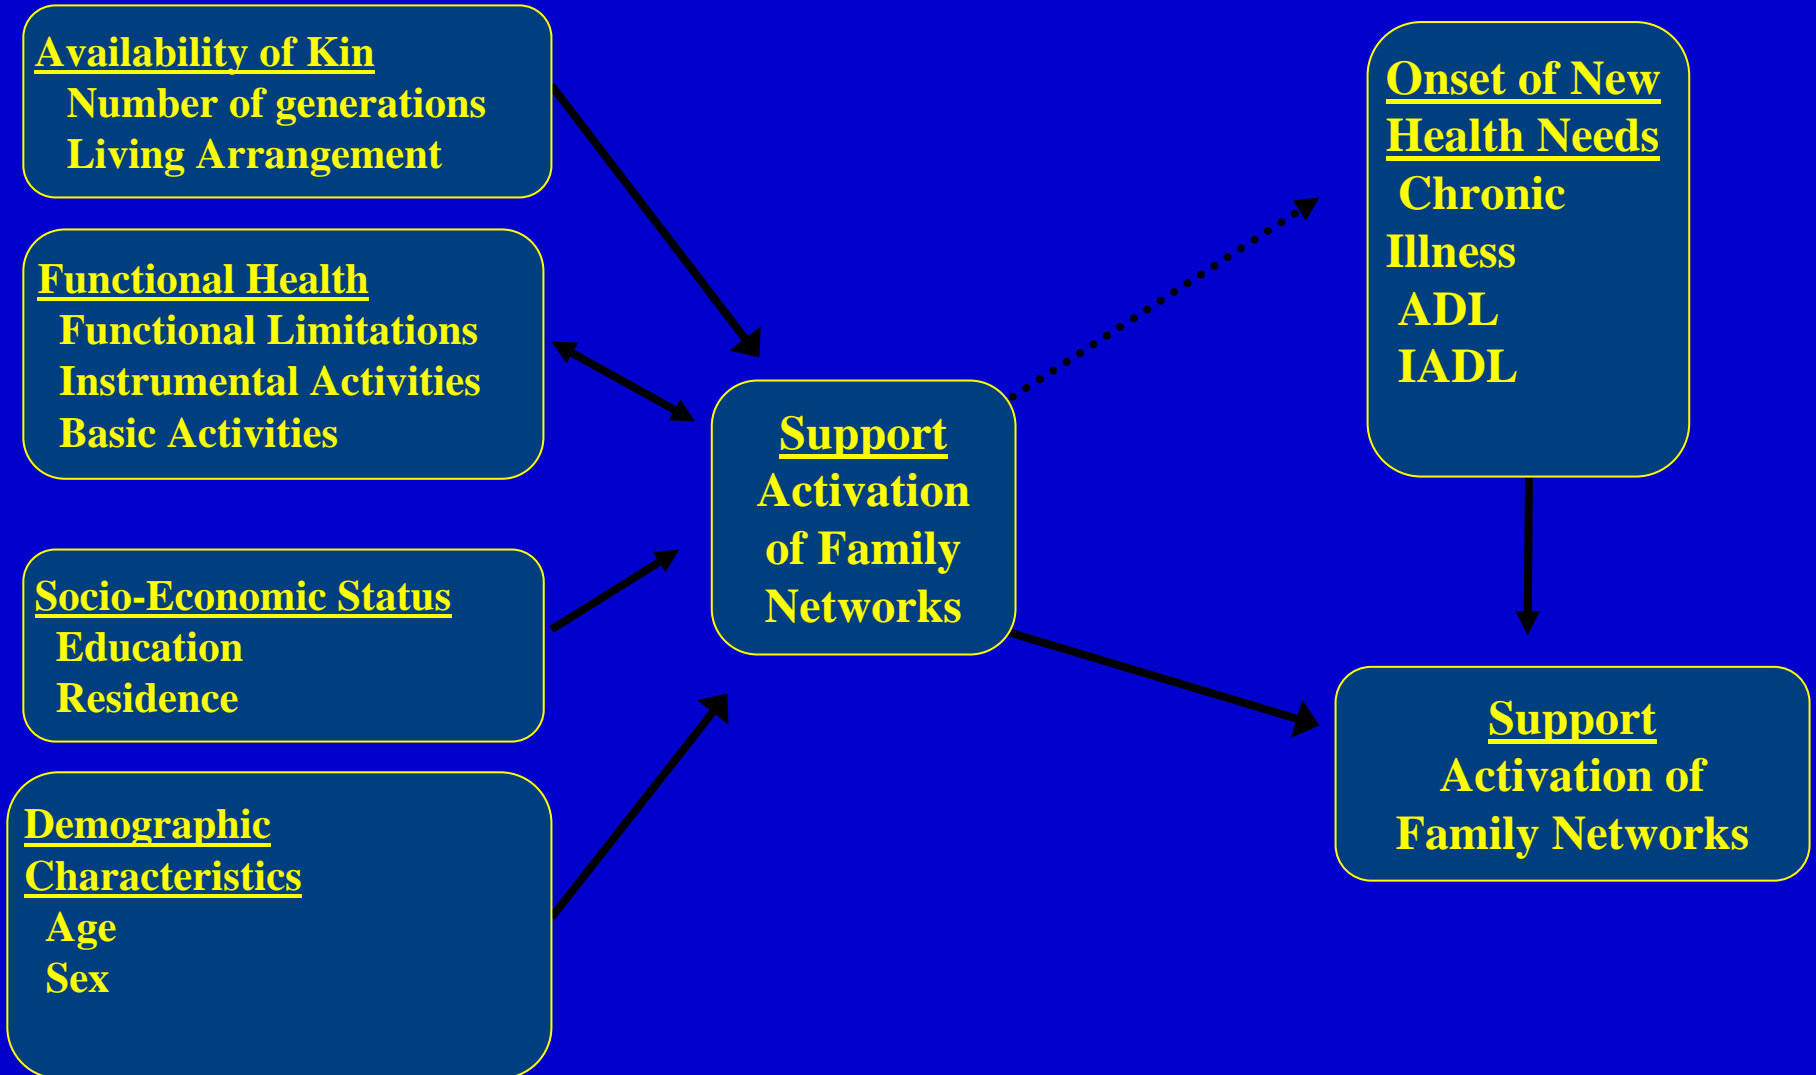 Availability of Kin
Number of generations
Living Arrangement
Functional Health
Functional Limitations
Instrumental Activities
Basic Activities
Socio-Economic Status
Education
Residence
Demographic
Characteristics
Age
Sex
Support
Activation
of Family
Networks
Onset of New
Health Needs
Chronic
Illness
ADL
IADL
Support
Activation of
Family Networks